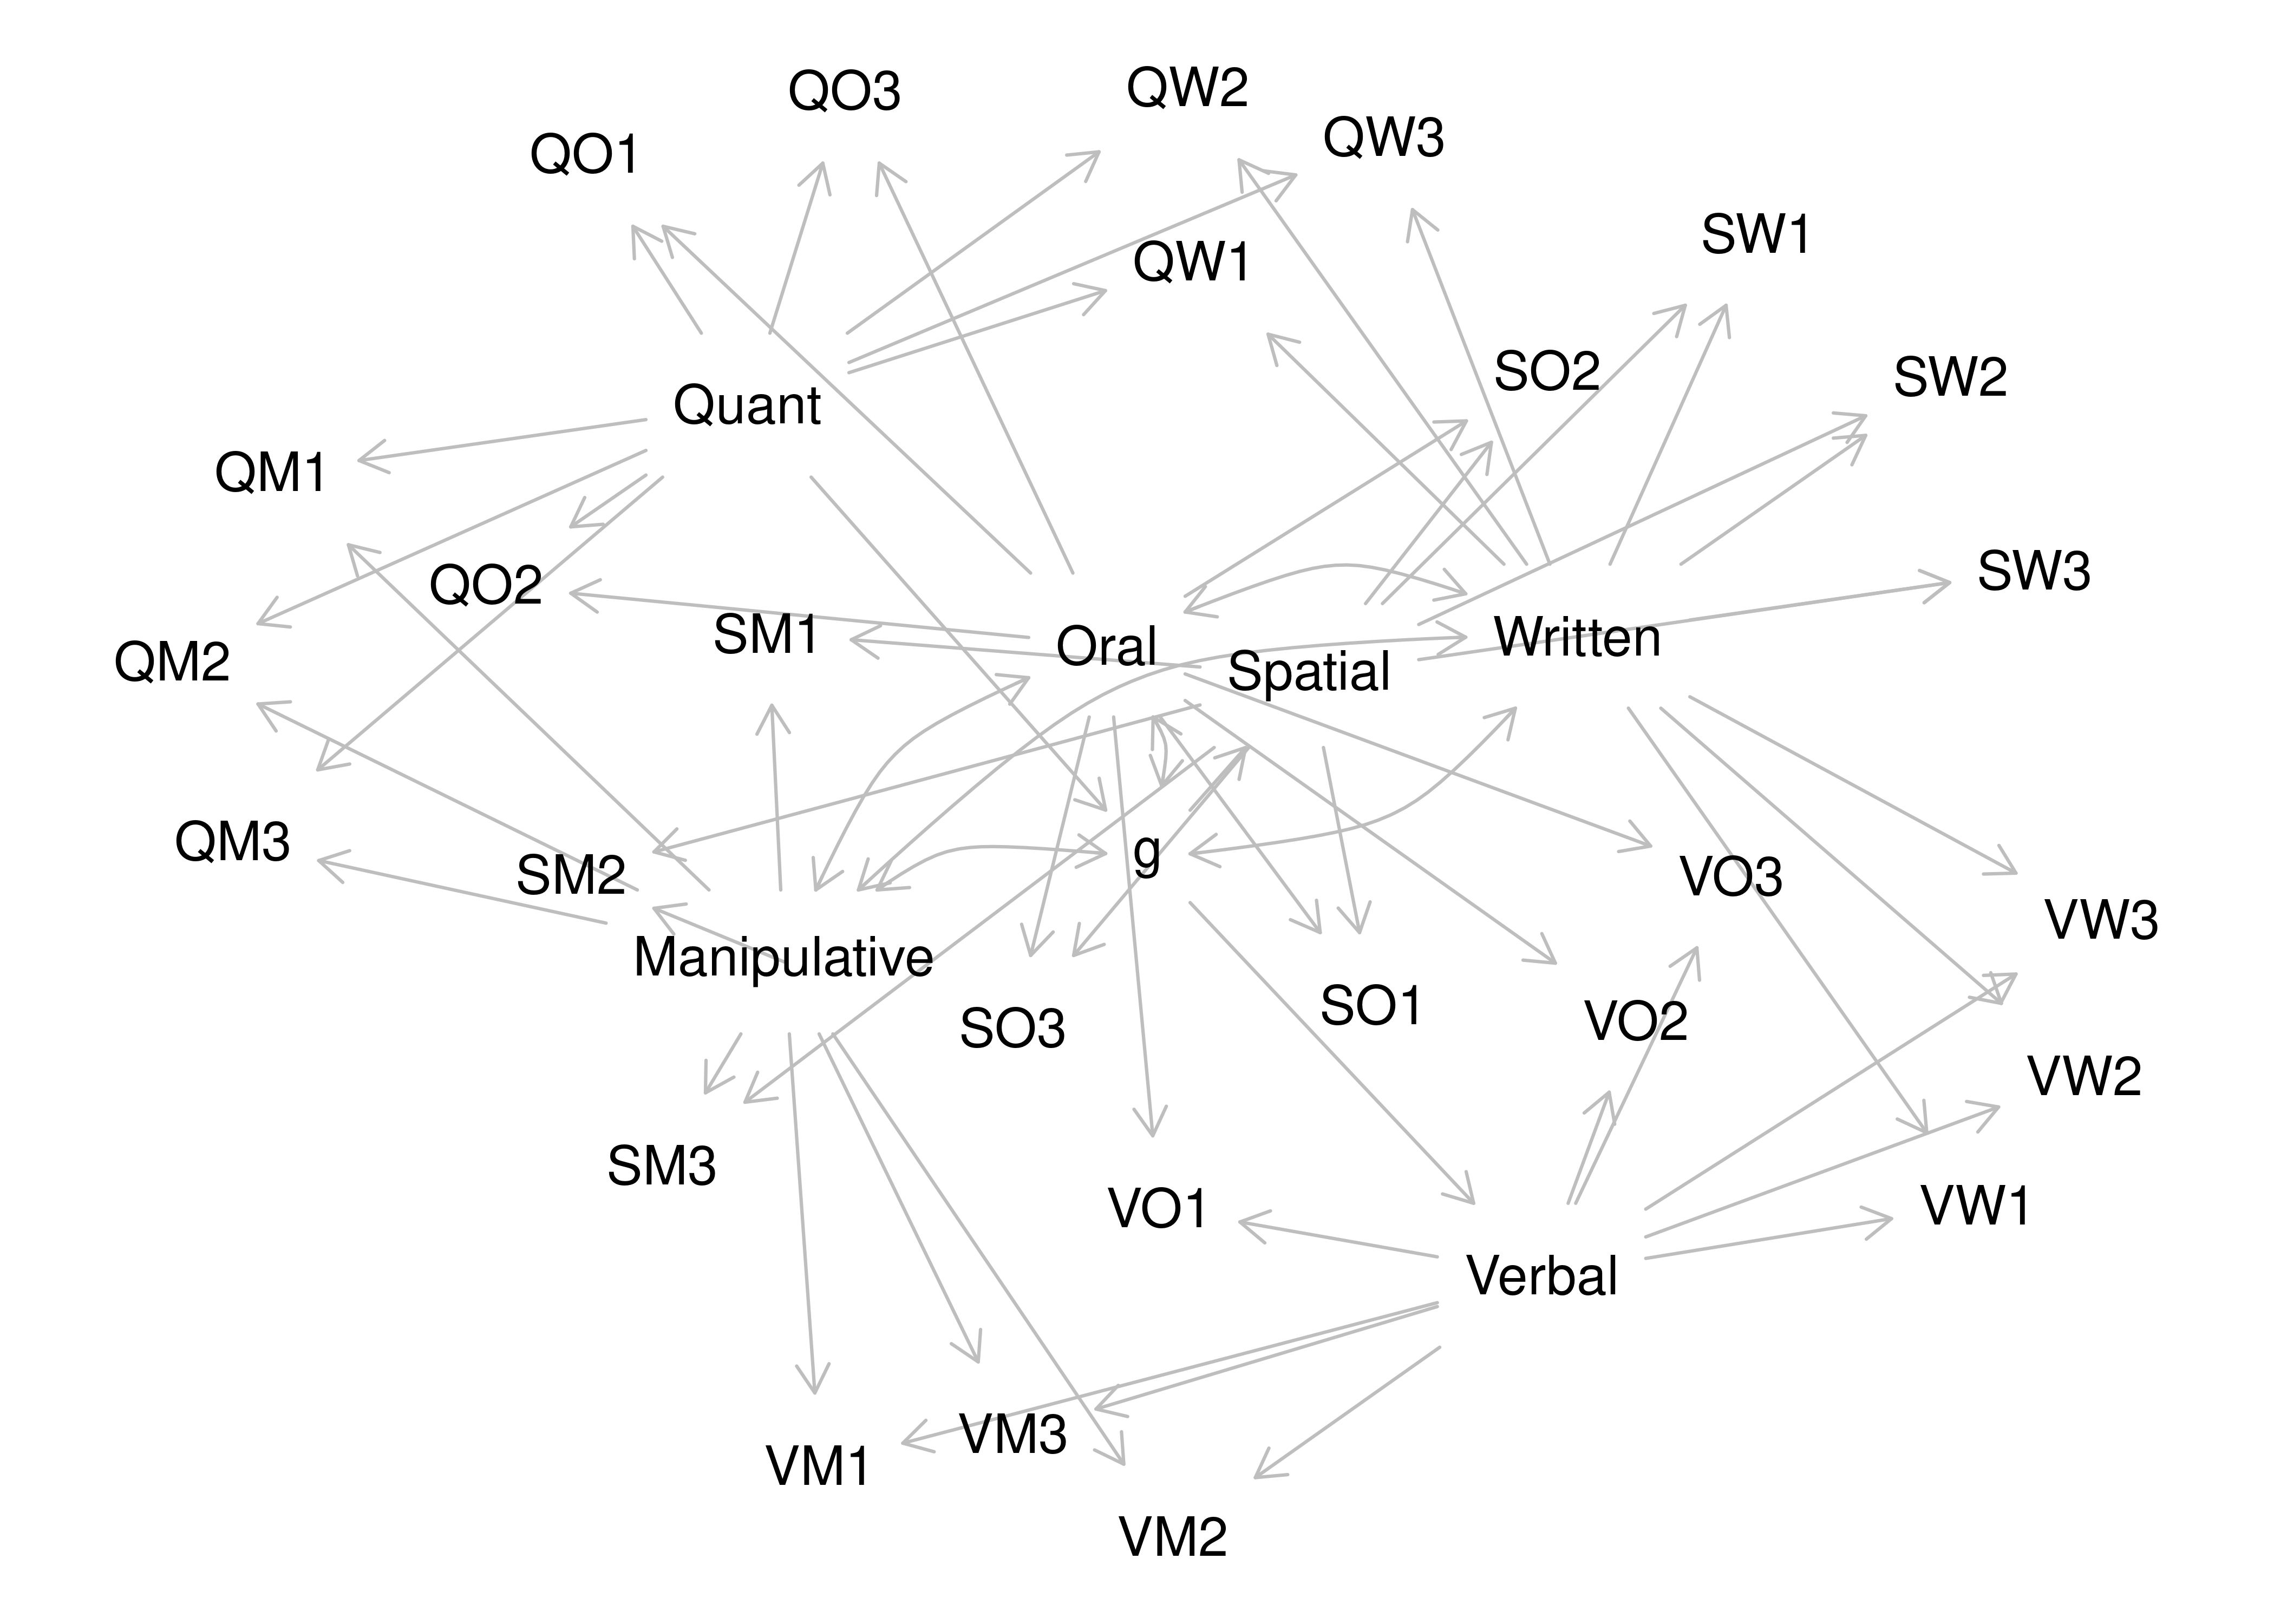 QW2
QO3
QW3
QO1
SW1
QW1
SO2
SW2
Quant
QM1
SW3
QO2
SM1
Written
Oral
QM2
Spatial
QM3
g
SM2
VO3
VW3
Manipulative
SO1
VO2
SO3
VW2
SM3
VW1
VO1
Verbal
VM3
VM1
VM2